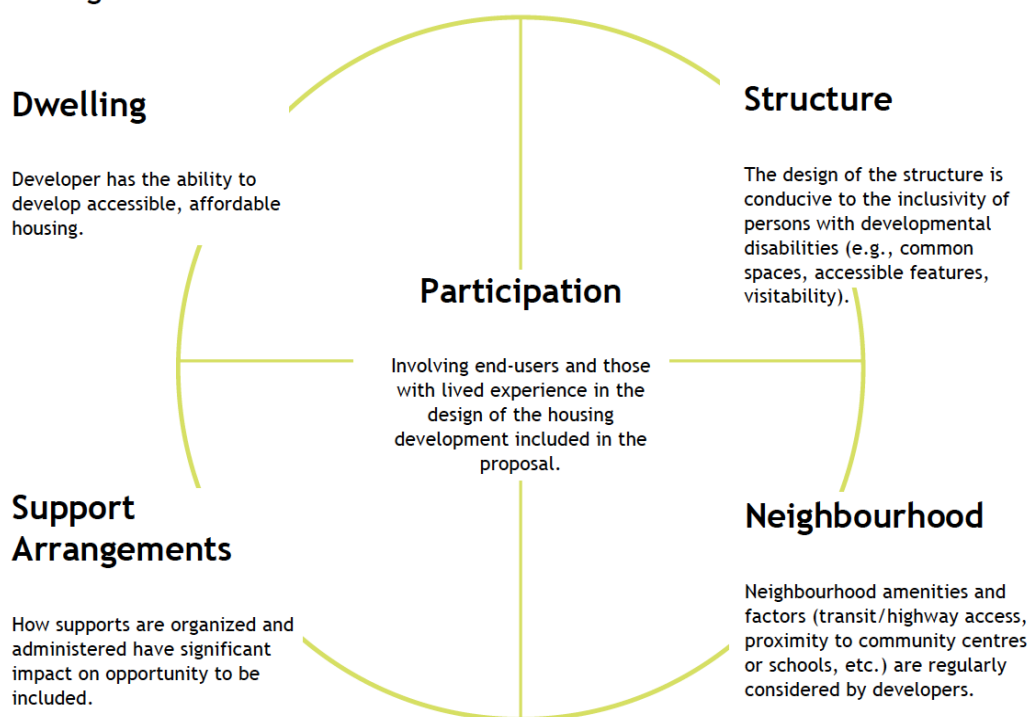 Dwelling
Developer has the ability to
develop accessible, affordable
housing.
Structure
The design of the structure is
conducive to the inclusivity of
persons with developmental
disabilities (e.g., common
spaces, accessible features,
visitability).
Participation
Involving end-users and those
with lived experience in the
design of the housing
development included in the
proposal.
Support
Arrangements
How supports are organized and
administered have significant
impact on opportunity to be
included.
Neighbourhood
Neighbourhood amenities and
factors (transit/highway access,
proximity to community centres
or schools, etc.) are regularly
considered by developers.